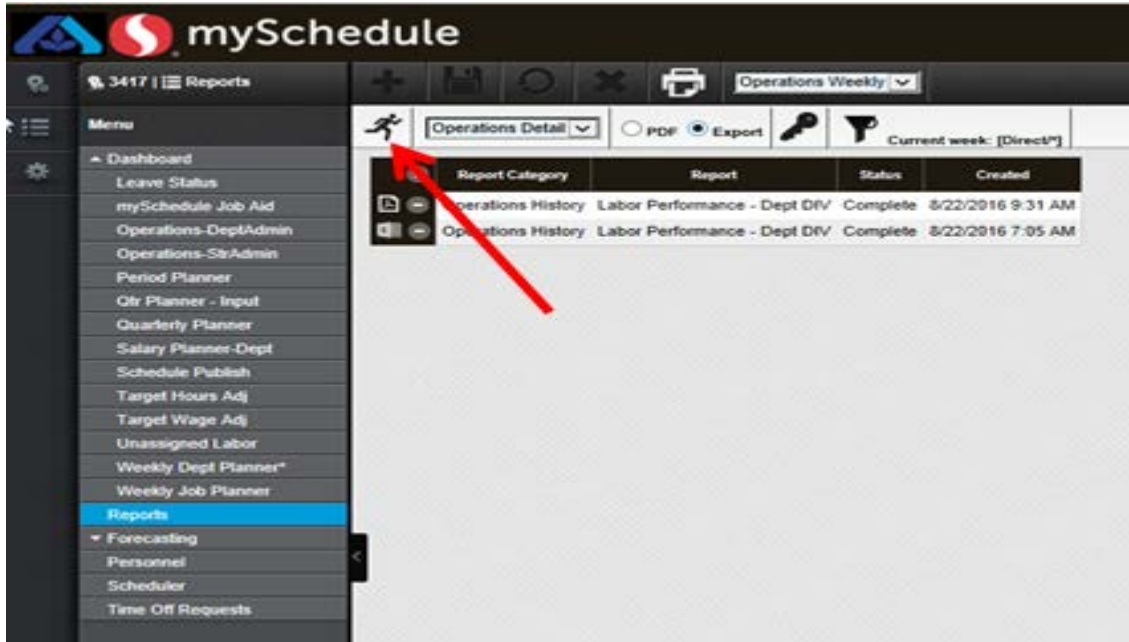 mySchedule
3417 | Reports
Operations Weekly
Menu
Operations Detail PDF Export Current week: [Direct/*]
Dashboard
Leave Status
mySchedule Job Aid
Operations-DeptAdmin
Operations-StrAdmin
Period Planner
Qtr Planner - Input
Quarterly Planner
Salary Planner-Dept
Schedule Publish
Target Hours Adj
Target Wage Adj
Unassigned Labor
Weekly Dept Planner*
Weekly Job Planner
Reports
Forecasting
Personnel
Scheduler
Time Off Requests
Report Category Report Status Created
Operations History Labor Performance - Dept DIV Complete 8/22/2016 9:31 AM
Operations History Labor Performance - Dept DIV Complete 8/22/2016 7:05 AM